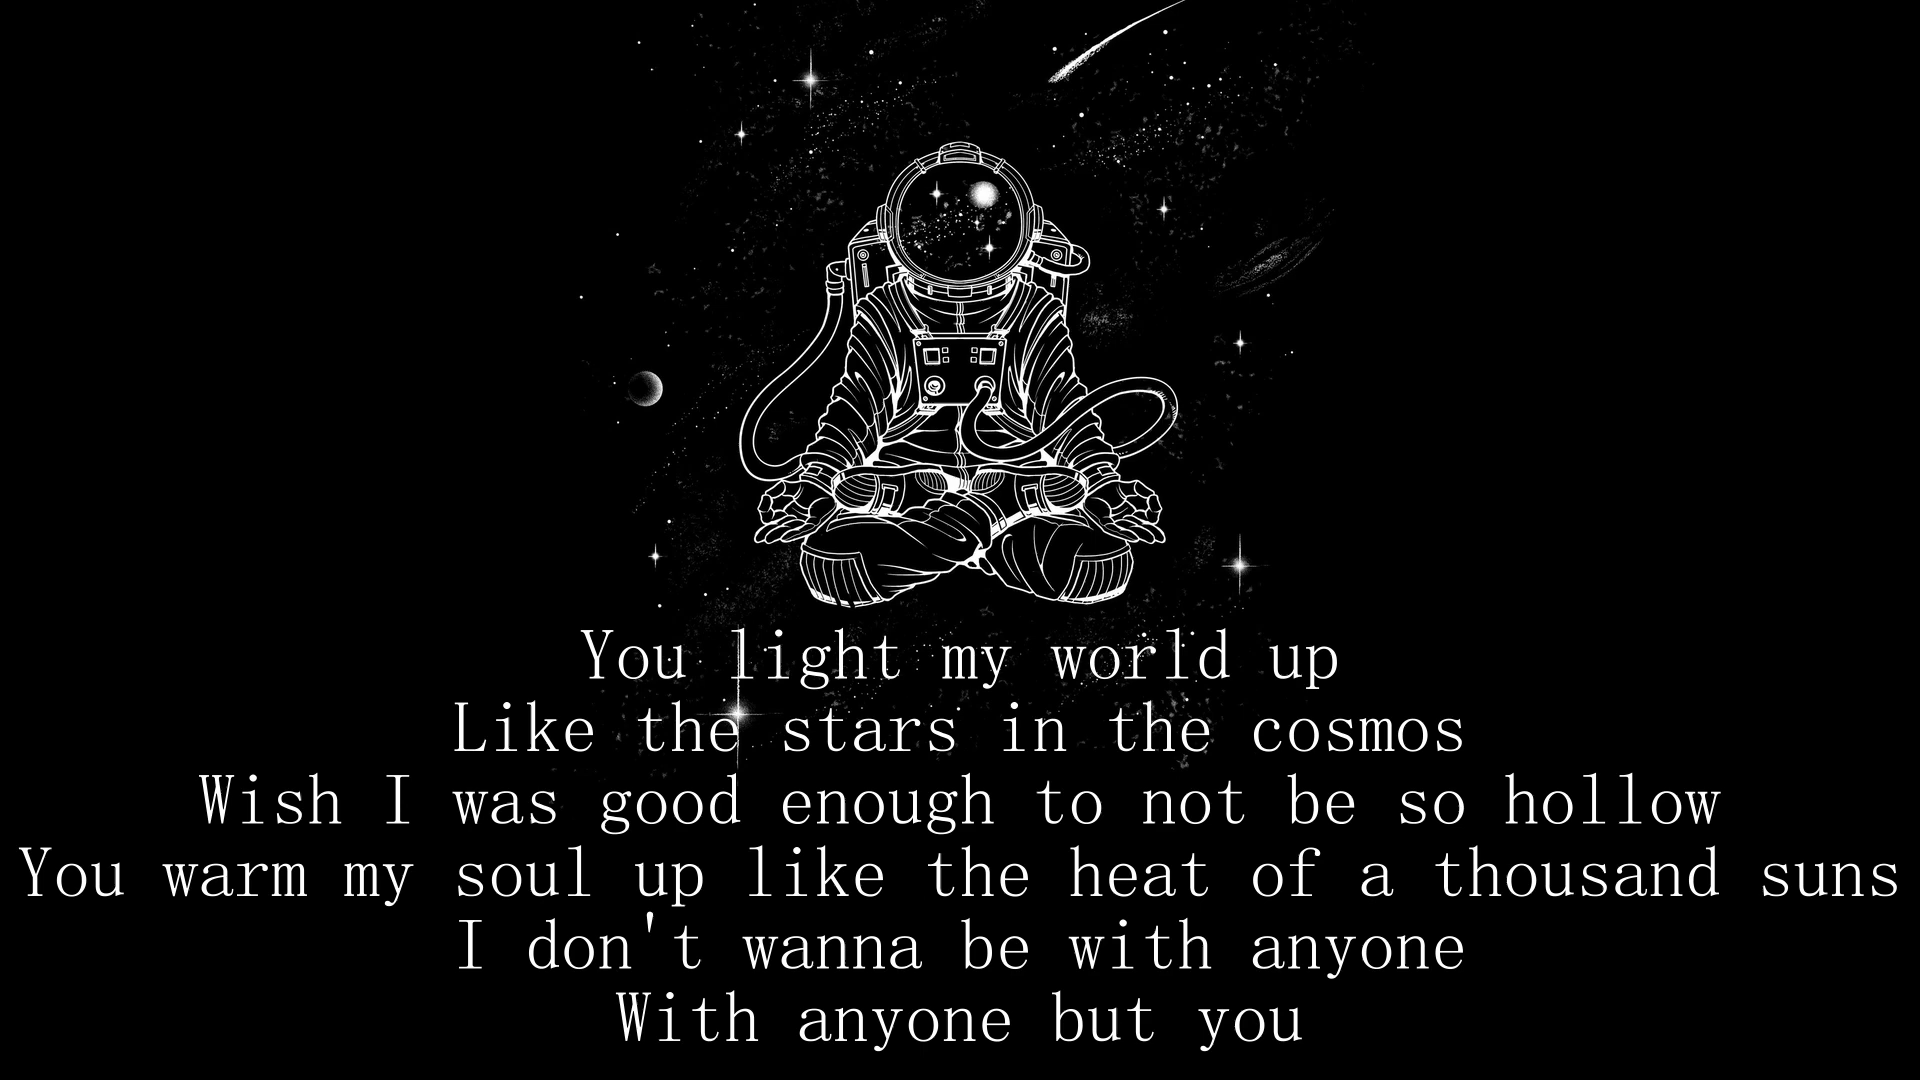 You light my world up
Like the stars in the cosmos
Wish I was good enough to not be so hollow
You warm my soul up like the heat of a thousand suns
I don't wanna be with anyone
With anyone but you